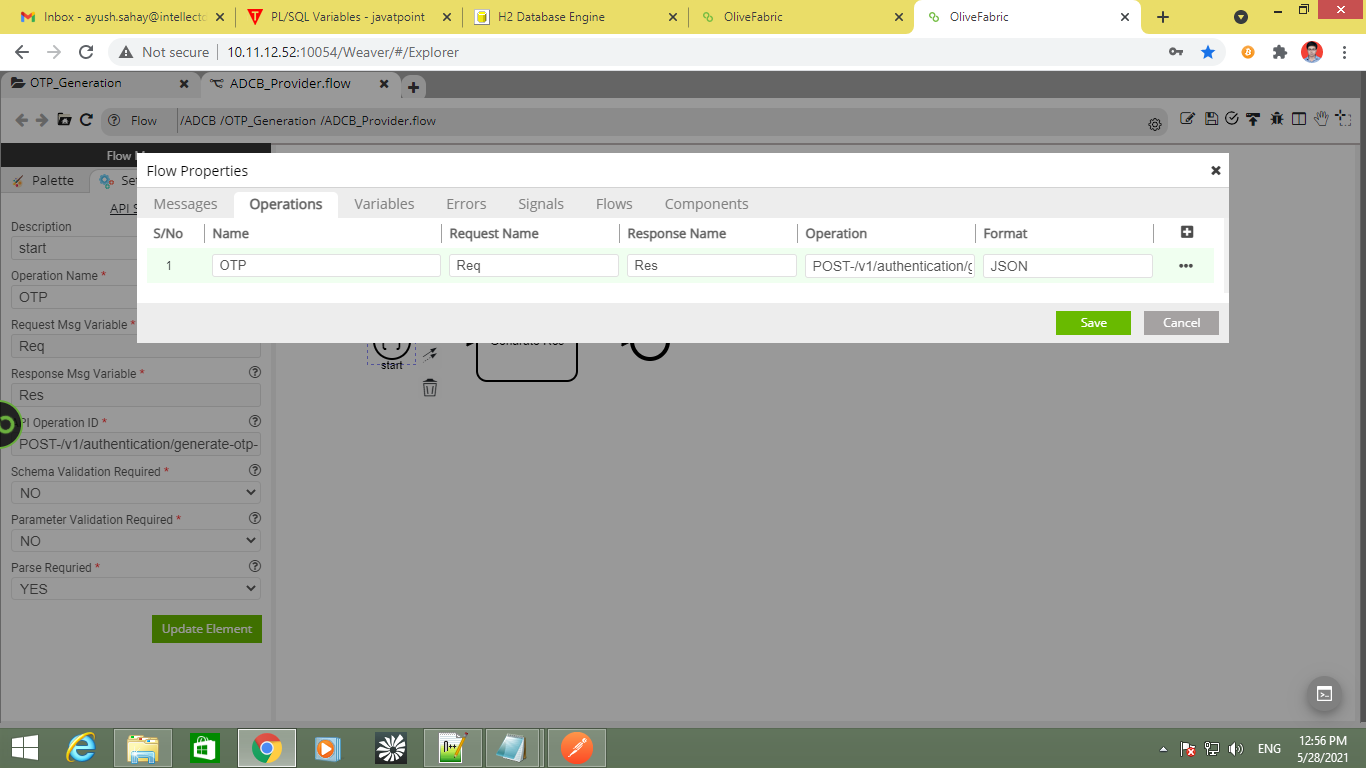 Inbox - ayush.sahay@intellect
PL/SQL Variables - javatpoint
H2 Database Engine
OliveFabric
OliveFabric
Not secure
10.11.12.52:10054/Weaver/#/Explorer
OTP_Generation
ADCB_Provider.flow
Flow
/ADCB /OTP_Generation /ADCB_Provider.flow
Flow
Palette
Description
start
Operation Name *
OTP
Request Msg Variable *
Req
Response Msg Variable *
Res
API Operation ID *
POST-/v1/authentication/generate-otp-
Schema Validation Required *
NO
Parameter Validation Required *
NO
Parse Requried *
YES
Update Element
Flow Properties
Messages
Operations
Variables
Errors
Signals
Flows
Components
S/No
Name
Request Name
Response Name
Operation
Format
1
OTP
Req
Res
POST-/v1/authentication/g
JSON
Save
Cancel
start
ENG
12:56 PM
5/28/2021